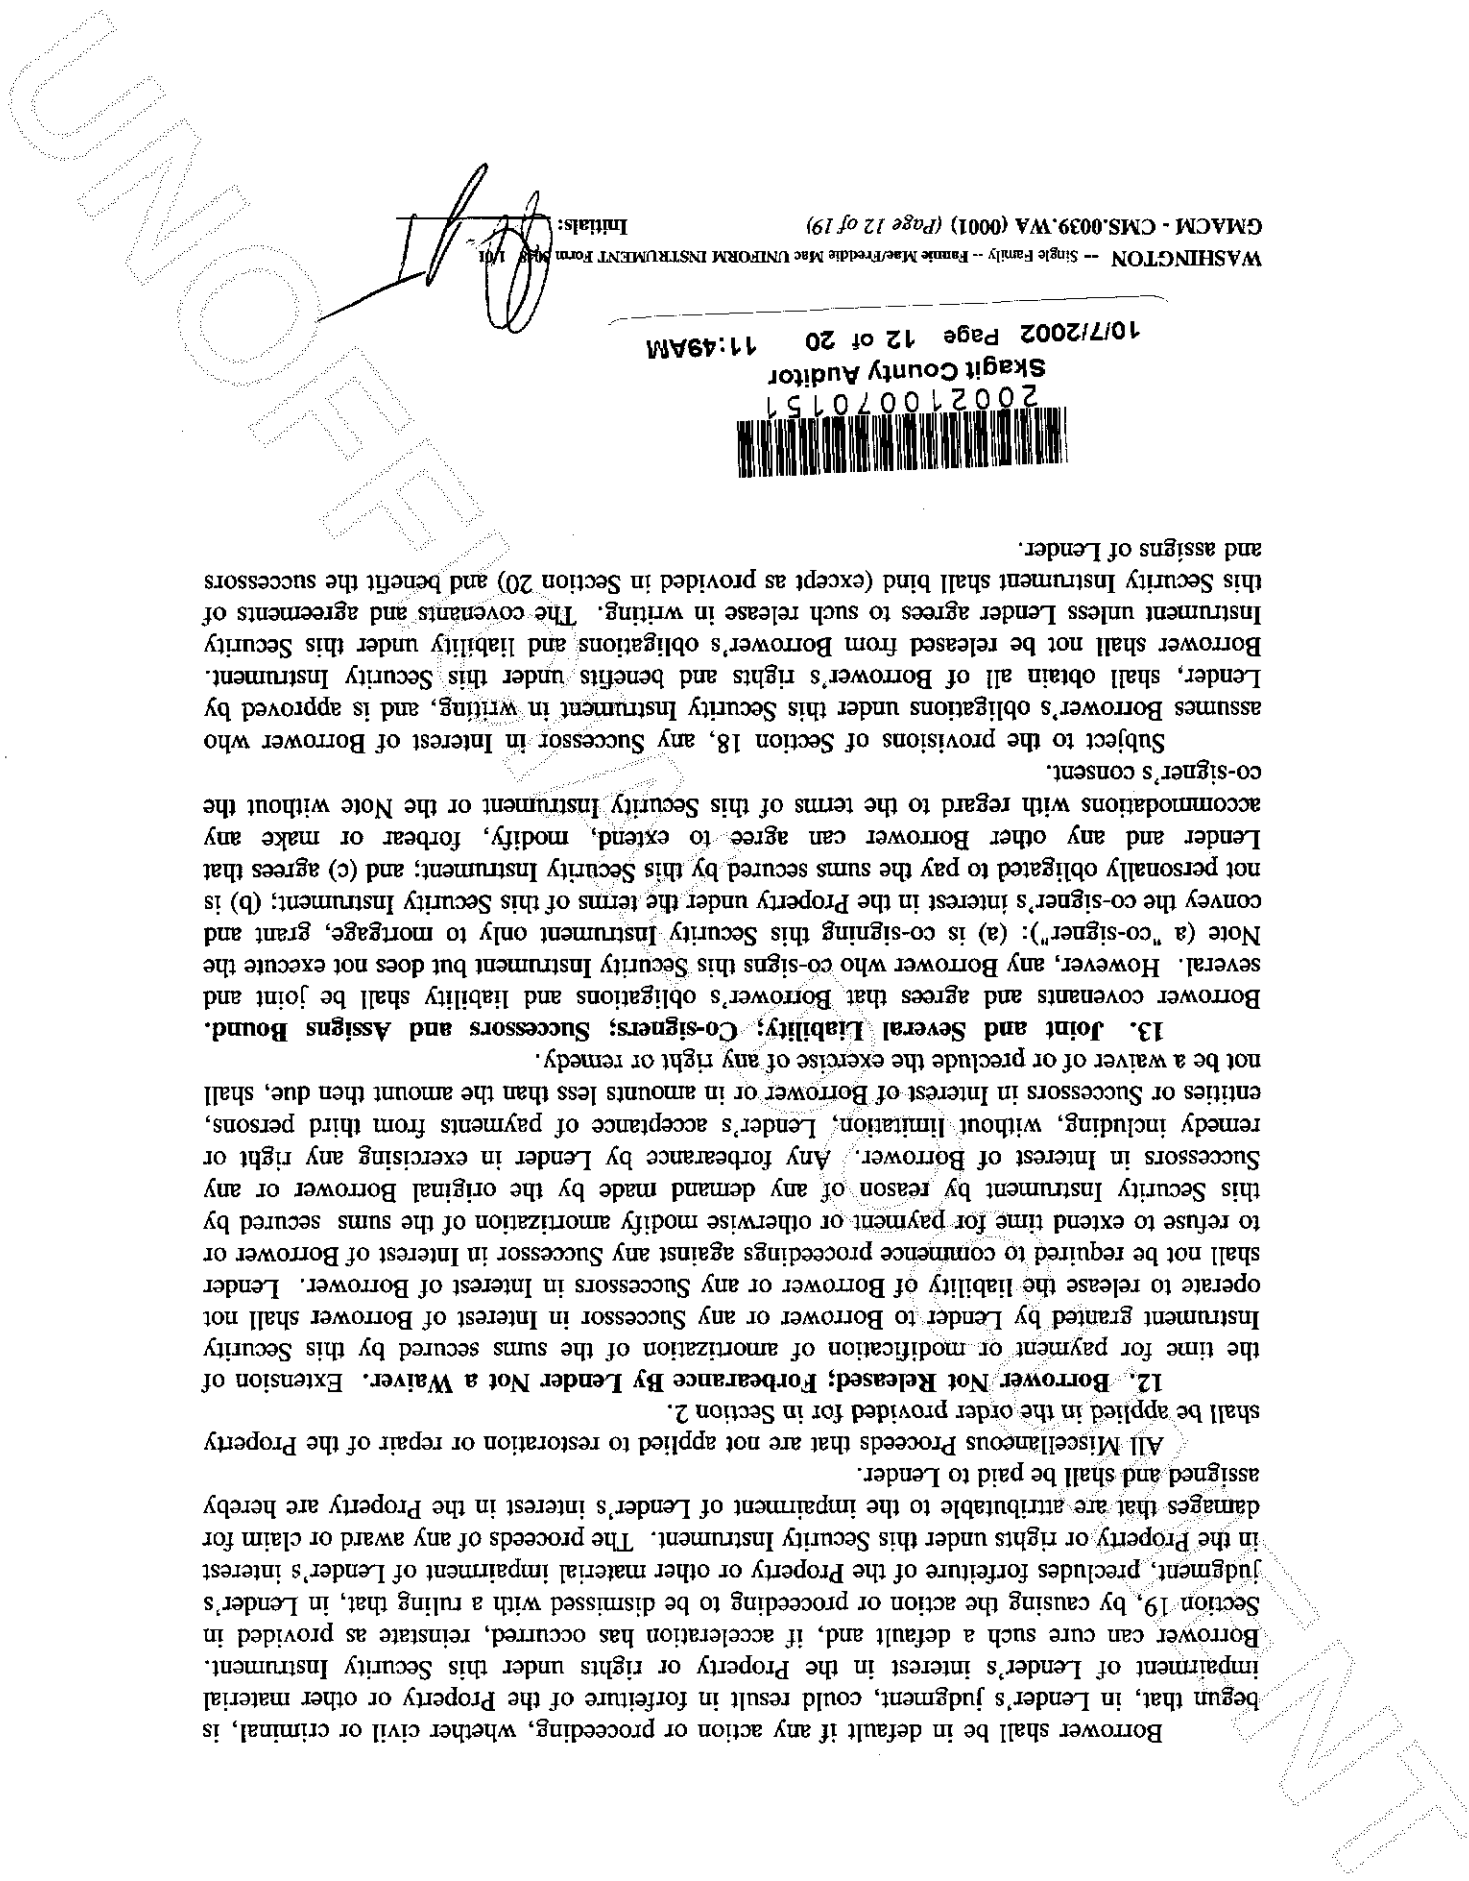 Borrower shall be in default if any action or proceeding, whether civil or criminal, is
begun that, in Lender's judgment, could result in forfeiture of the Property or other material
impairment of Lender's interest in the Property or rights under this Security Instrument.
Borrower can cure such a default and, if acceleration has occurred, reinstate as provided in
Section 19, by causing the action or proceeding to be dismissed with a ruling that, in Lender's
judgment, precludes forfeiture of the Property or other material impairment of Lender's interest
in the Property or rights under this Security Instrument. The proceeds of any award or claim for
damages that are attributable to the impairment of Lender's interest in the Property are hereby
assigned and shall be paid to Lender.
All Miscellaneous Proceeds that are not applied to restoration or repair of the Property
shall be applied in the order provided for in Section 2.
12. Borrower Not Released; Forbearance By Lender Not a Waiver. Extension of
the time for payment or modification of amortization of the sums secured by this Security
Instrument granted by Lender to Borrower or any Successor in Interest of Borrower shall not
operate to release the liability of Borrower or any Successors in Interest of Borrower. Lender
shall not be required to commence proceedings against any Successor in Interest of Borrower or
to refuse to extend time for payment or otherwise modify amortization of the sums secured by
this Security Instrument by reason of any demand made by the original Borrower or any
Successors in Interest of Borrower. Any forbearance by Lender in exercising any right or
remedy including, without limitation, Lender's acceptance of payments from third persons,
entities or Successors in Interest of Borrower or in amounts less than the amount then due, shall
not be a waiver of or preclude the exercise of any right or remedy.
13. Joint and Several Liability; Co-signers; Successors and Assigns Bound.
Borrower covenants and agrees that Borrower's obligations and liability shall be joint and
several. However, any Borrower who co-signs this Security Instrument but does not execute the
Note (a "co-signer"): (a) is co-signing this Security Instrument only to mortgage, grant and
convey the co-signer's interest in the Property under the terms of this Security Instrument; (b) is
not personally obligated to pay the sums secured by this Security Instrument; and (c) agrees that
Lender and any other Borrower can agree to extend, modify, forbear or make any
accommodations with regard to the terms of this Security Instrument or the Note without the
co-signer's consent.
Subject to the provisions of Section 18, any Successor in Interest of Borrower who
assumes Borrower's obligations under this Security Instrument in writing, and is approved by
Lender, shall obtain all of Borrower's rights and benefits under this Security Instrument.
Borrower shall not be released from Borrower's obligations and liability under this Security
Instrument unless Lender agrees to such release in writing. The covenants and agreements of
this Security Instrument shall bind (except as provided in Section 20) and benefit the successors
and assigns of Lender.
200210070151
Skagit County Auditor
10/7/2002 Page 12 of 20 11:49AM
WASHINGTON -- Single Family -- Fannie Mae/Freddie Mac UNIFORM INSTRUMENT Form 3048 1/01
GMACM - CMS.0039.WA (0001) (Page 12 of 19) Initials:
UNOFFICIAL DOCUMENT